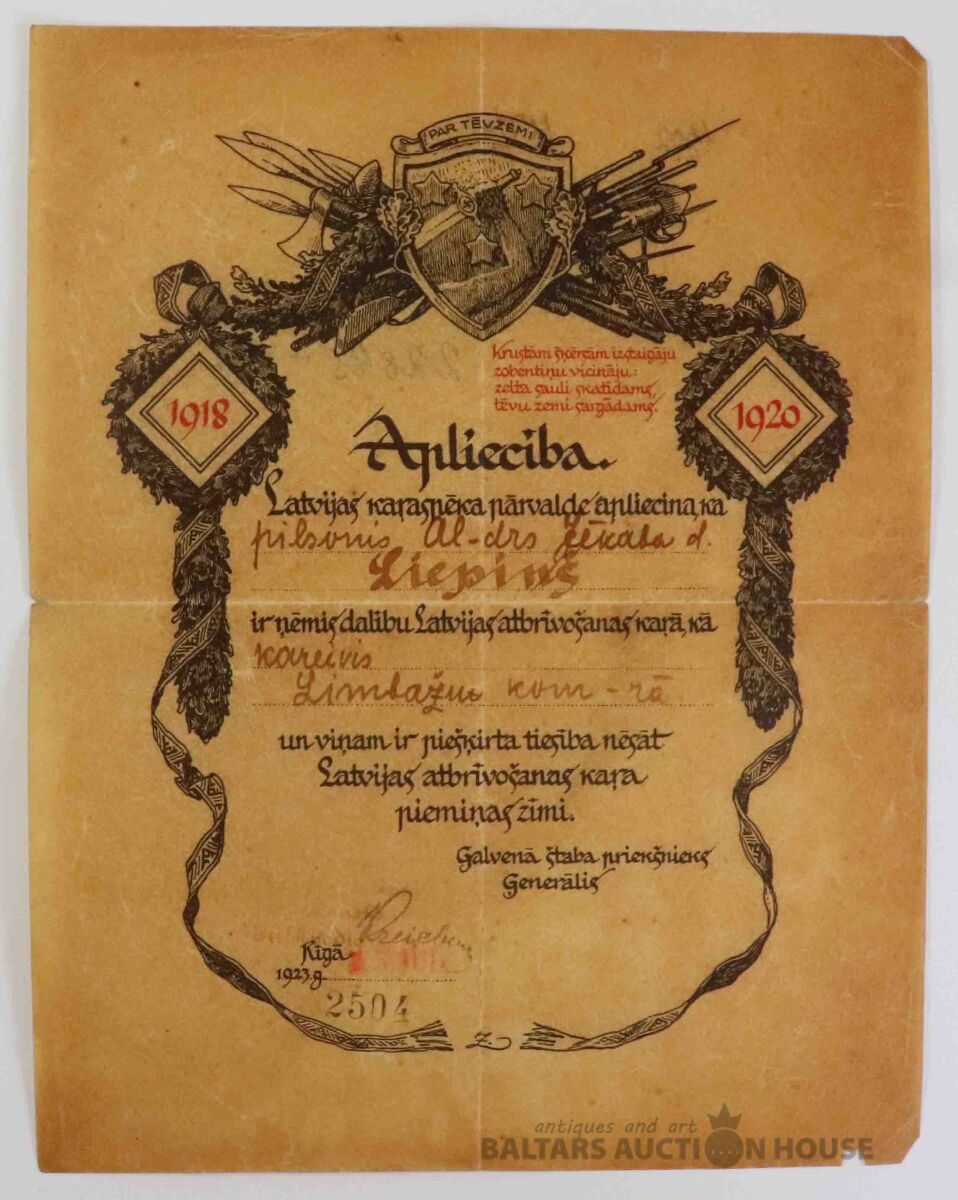 PAR TĒVZEMI
1918
1920
Krustām šķērsām izstaigāju
zobentiņu vicināju:
zelta sauli skatīdams,
tēvu zemi sargādams.
Apliecība.
Latvijas karaspēka pārvalde apliecina, ka
pilsonis Al-drs Jēkaba d.
Liepiņš
ir ņēmis dalību Latvijas atbrīvošanas karā, kā
kareivis
Limbažu kom-rā
un viņam ir piešķirta tiesība nēsāt
Latvijas atbrīvošanas kara
piemiņas zīmi.
Galvenā štaba priekšnieks
Ģenerālis
Rīgā
1923.g.
2504
Z.
antiques and art
BALTARS AUCTION HOUSE